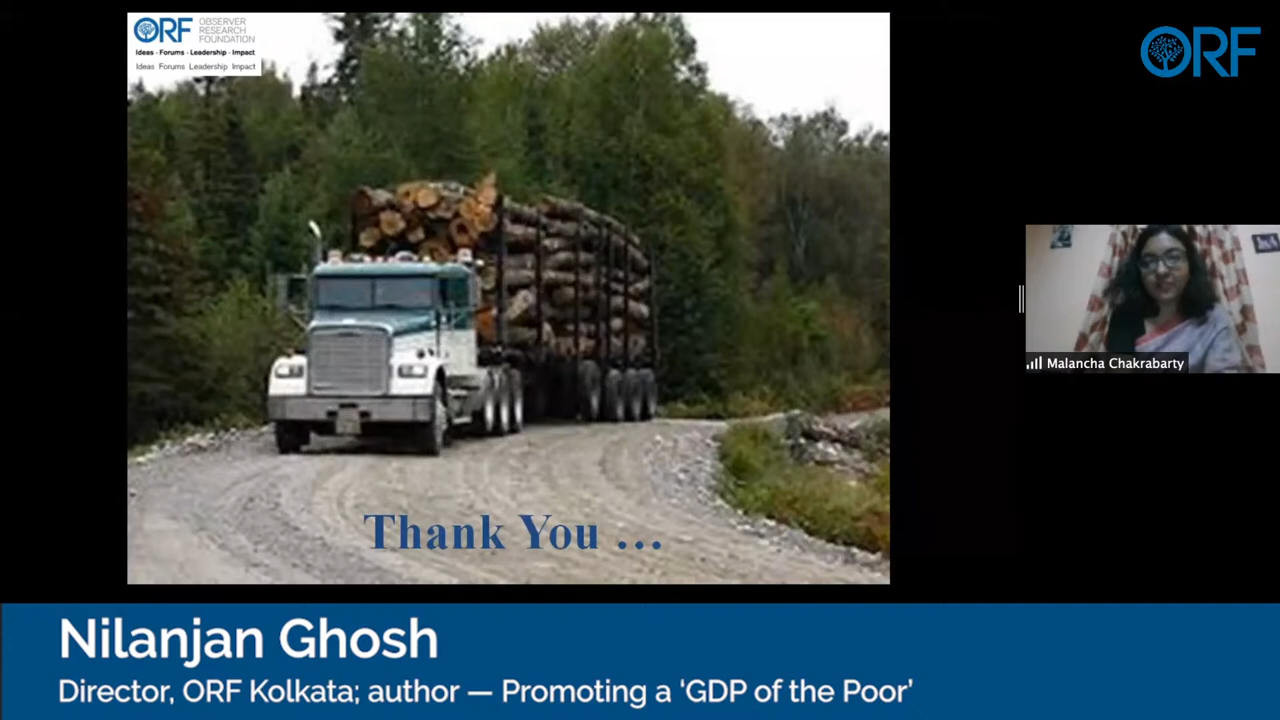 ORF
OBSERVER
RESEARCH
FOUNDATION
Ideas · Forums · Leadership · Impact
Ideas Forums Leadership Impact
ORF
Malancha Chakrabarty
Thank You ...
Nilanjan Ghosh
Director, ORF Kolkata; author — Promoting a ‘GDP of the Poor’